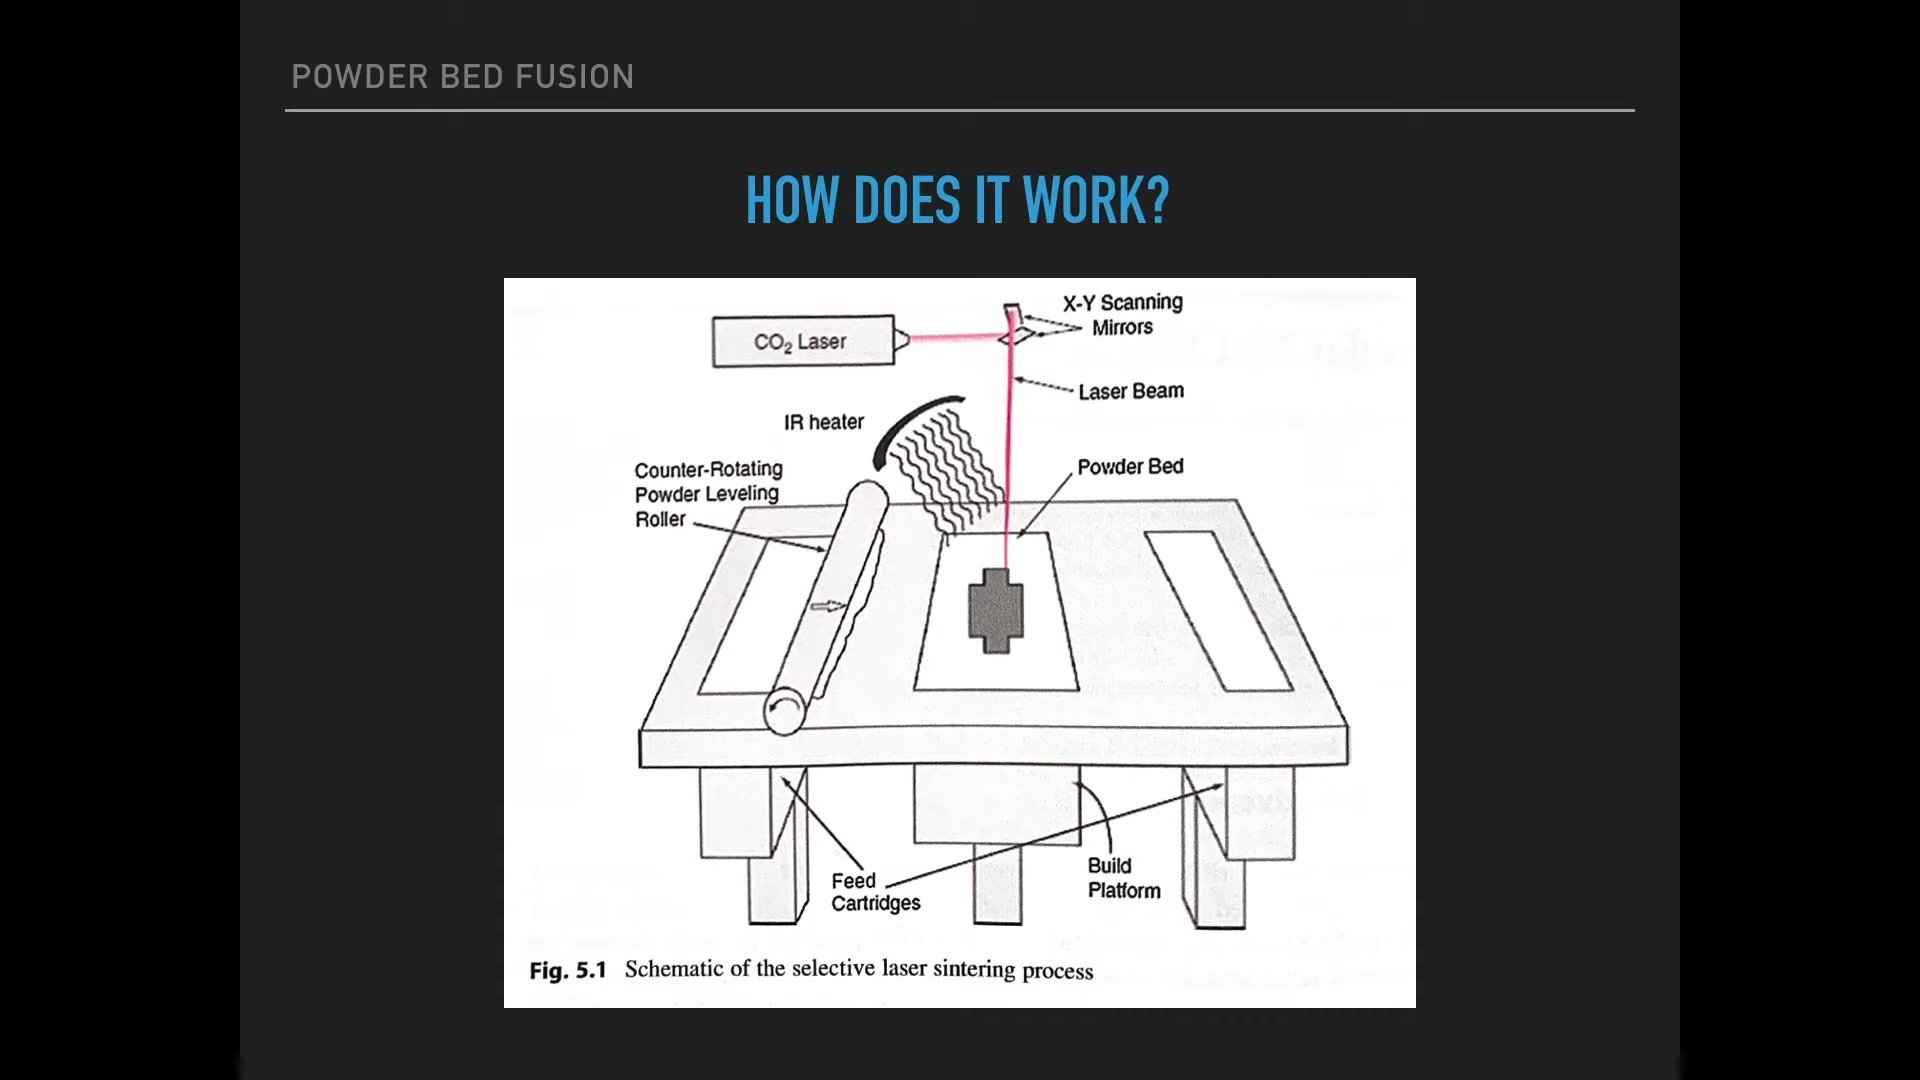 POWDER BED FUSION
HOW DOES IT WORK?
X-Y Scanning
Mirrors
CO₂ Laser
Laser Beam
IR heater
Powder Bed
Counter-Rotating
Powder Leveling
Roller
Feed
Cartridges
Build
Platform
Fig. 5.1 Schematic of the selective laser sintering process